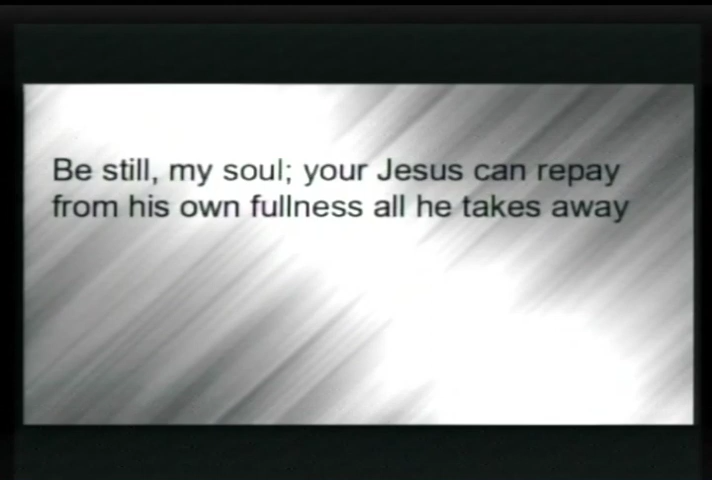 Be still, my soul; your Jesus can repay
from his own fullness all he takes away